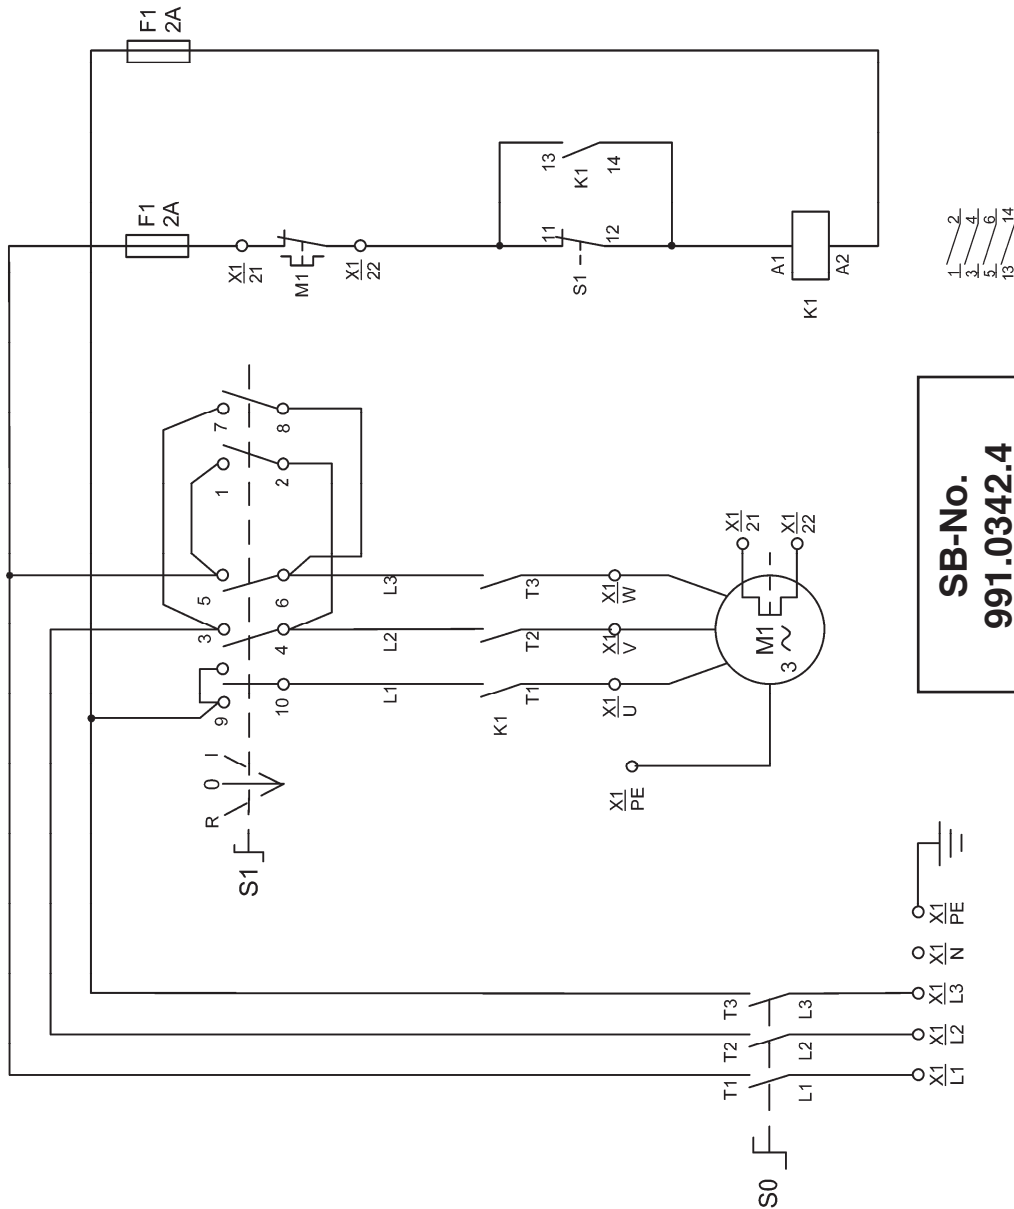 F1
2A
F1
2A
X1
21
M1
X1
22
13
K1
14
11
S1
12
A1
K1
A2
1 2
3 4
5 6
13 14
7
8
1
2
5
6
3
4
9
10
R 0 I
S1
L3
L2
L1
T3
T2
K1
T1
X1
W
X1
V
X1
U
X1
PE
M1
3 ~
X1
21
X1
22
SB-No.
991.0342.4
X1
PE
X1
N
X1
L3
X1
L2
X1
L1
T3
T2
T1
L3
L2
L1
S0